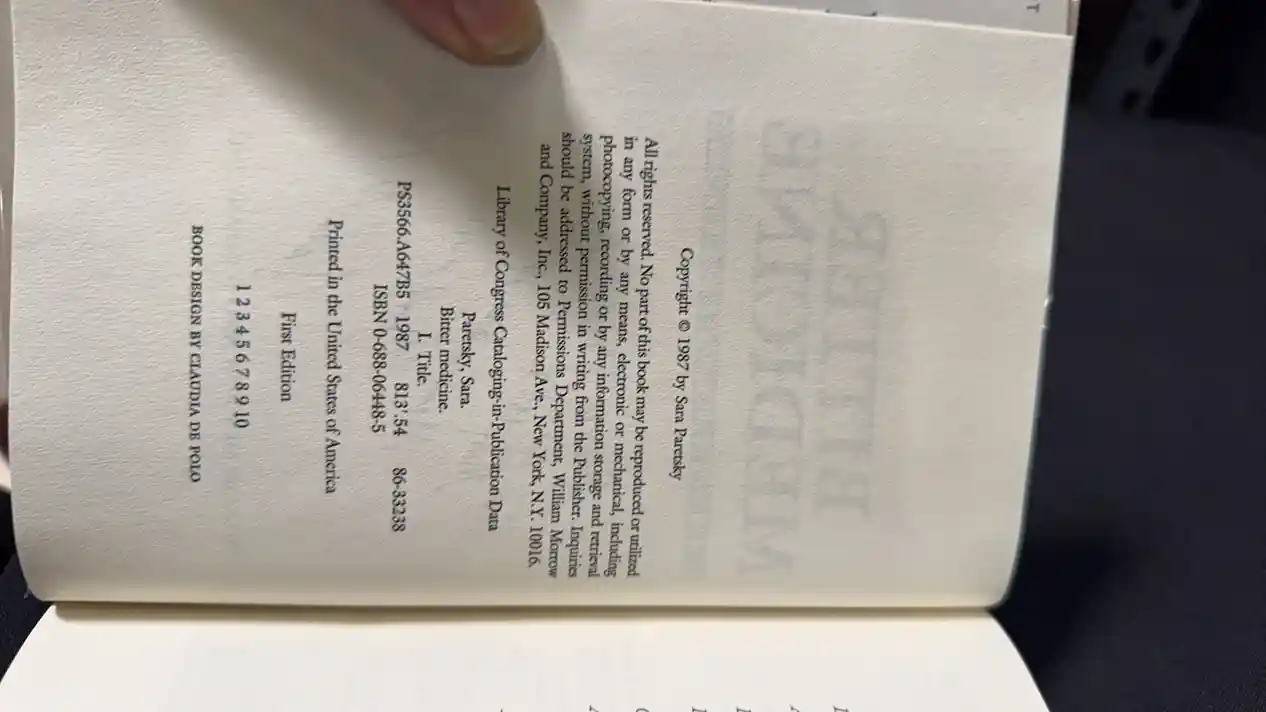 Copyright © 1987 by Sara Paretsky
All rights reserved. No part of this book may be reproduced or utilized
in any form or by any means, electronic or mechanical, including
photocopying, recording or by any information storage and retrieval
system, without permission in writing from the Publisher. Inquiries
should be addressed to Permissions Department, William Morrow
and Company, Inc., 105 Madison Ave., New York, N.Y. 10016.
Library of Congress Cataloging-in-Publication Data
Paretsky, Sara.
Bitter medicine.
I. Title.
PS3566.A647B5 1987 813'.54 86-33238
ISBN 0-688-06448-5
Printed in the United States of America
First Edition
1 2 3 4 5 6 7 8 9 10
BOOK DESIGN BY CLAUDIA DE POLO